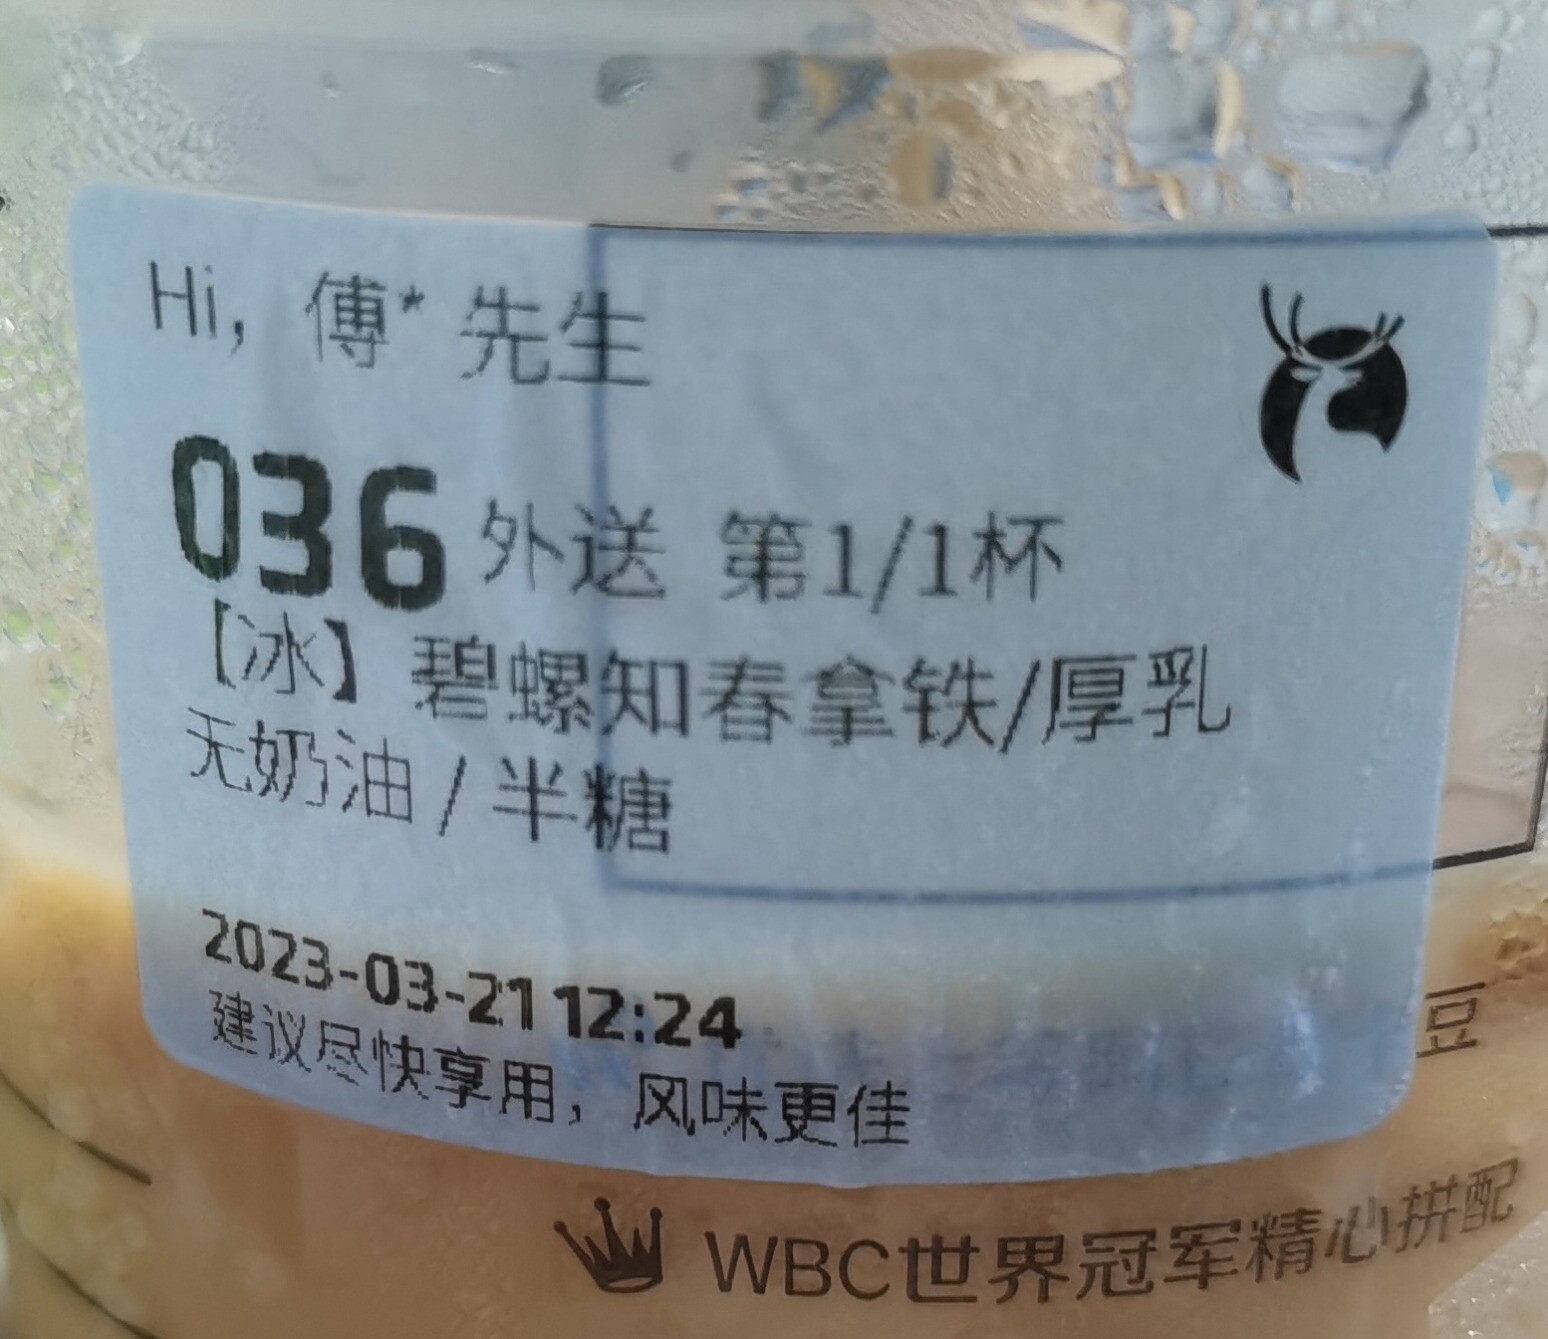 Hi, 傅* 先生
036 外送 第1/1杯
【冰】碧螺知春拿铁/厚乳
无奶油/半糖
2023-03-21 12:24
建议尽快享用，风味更佳
豆
WBC世界冠军精心拼配